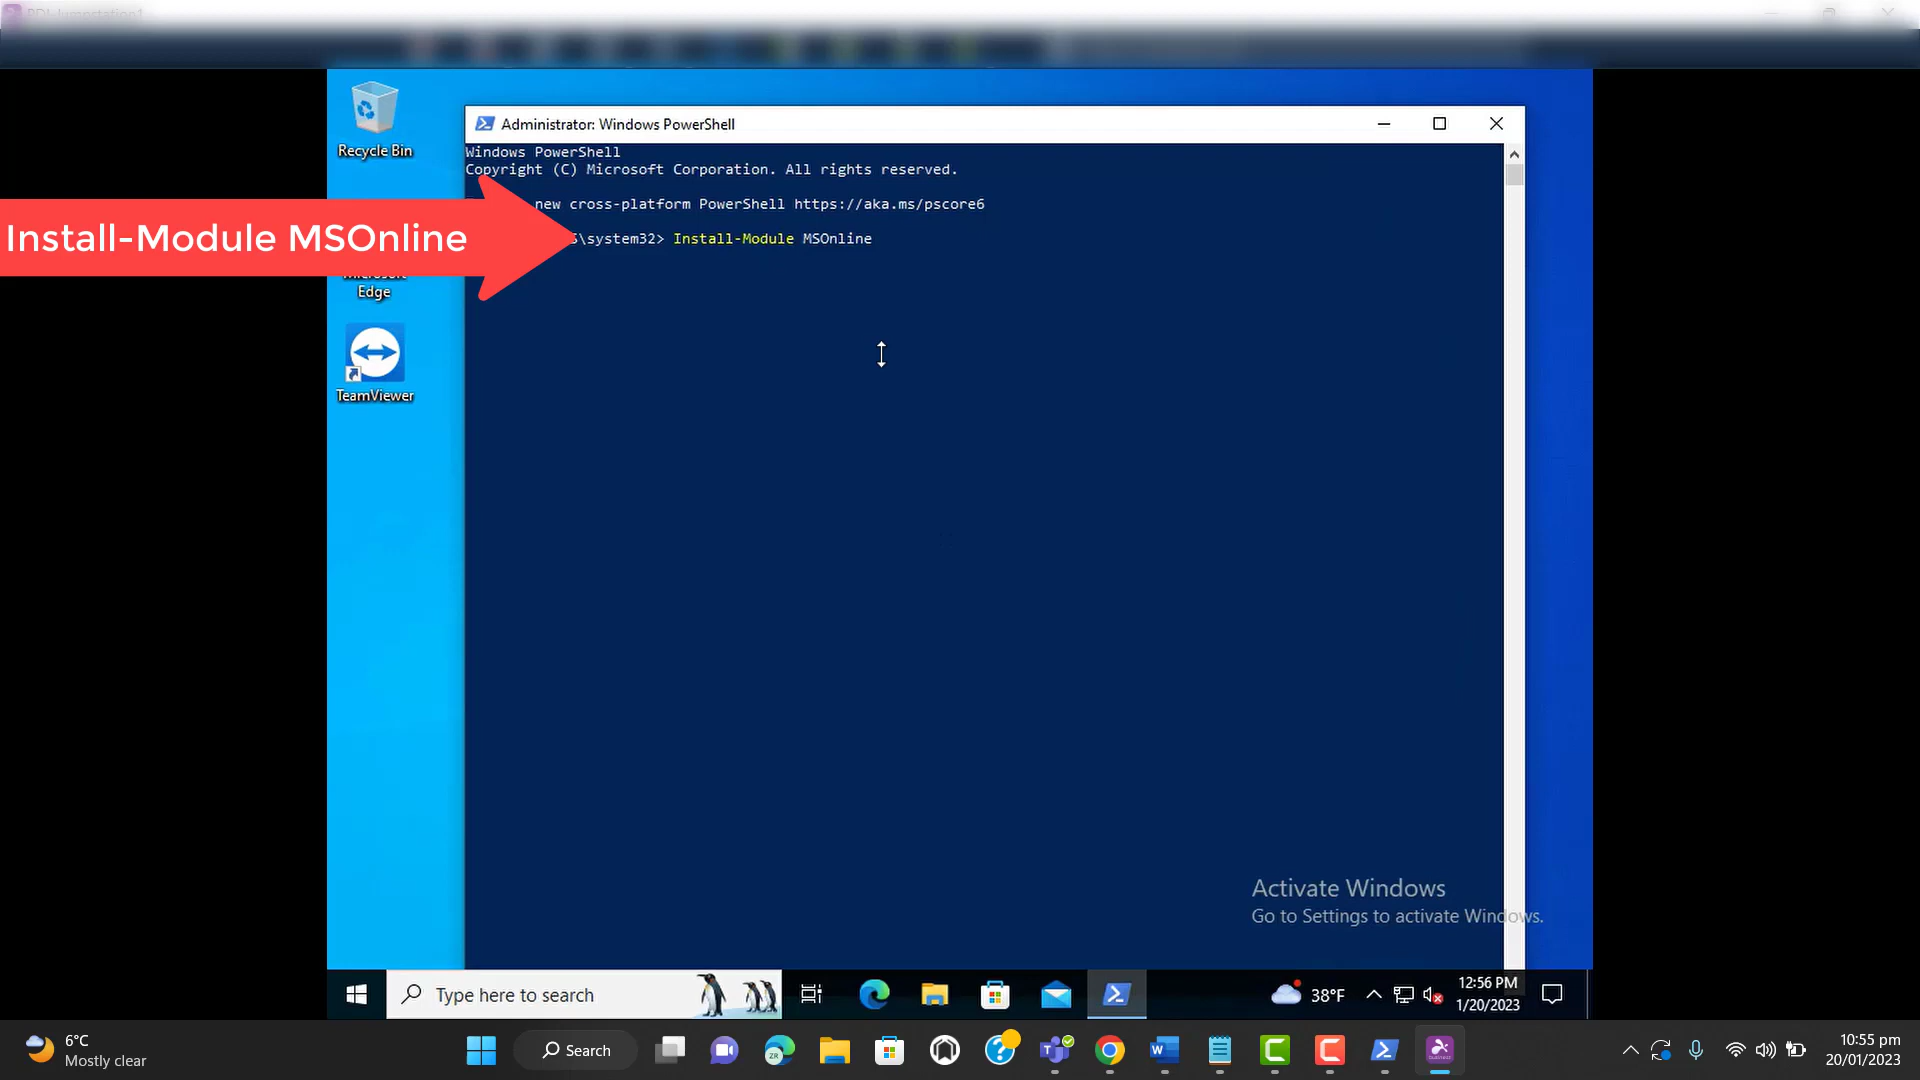 Administrator: Windows PowerShell
Windows PowerShell
Copyright (C) Microsoft Corporation. All rights reserved.
new cross-platform PowerShell https://aka.ms/pscore6
\system32> Install-Module MSOnline
Install-Module MSOnline
Recycle Bin
Microsoft
Edge
TeamViewer
Activate Windows
Go to Settings to activate Windows.
Type here to search
38°F
12:56 PM
1/20/2023
6°C
Mostly clear
Search
ZR
10:55 pm
20/01/2023